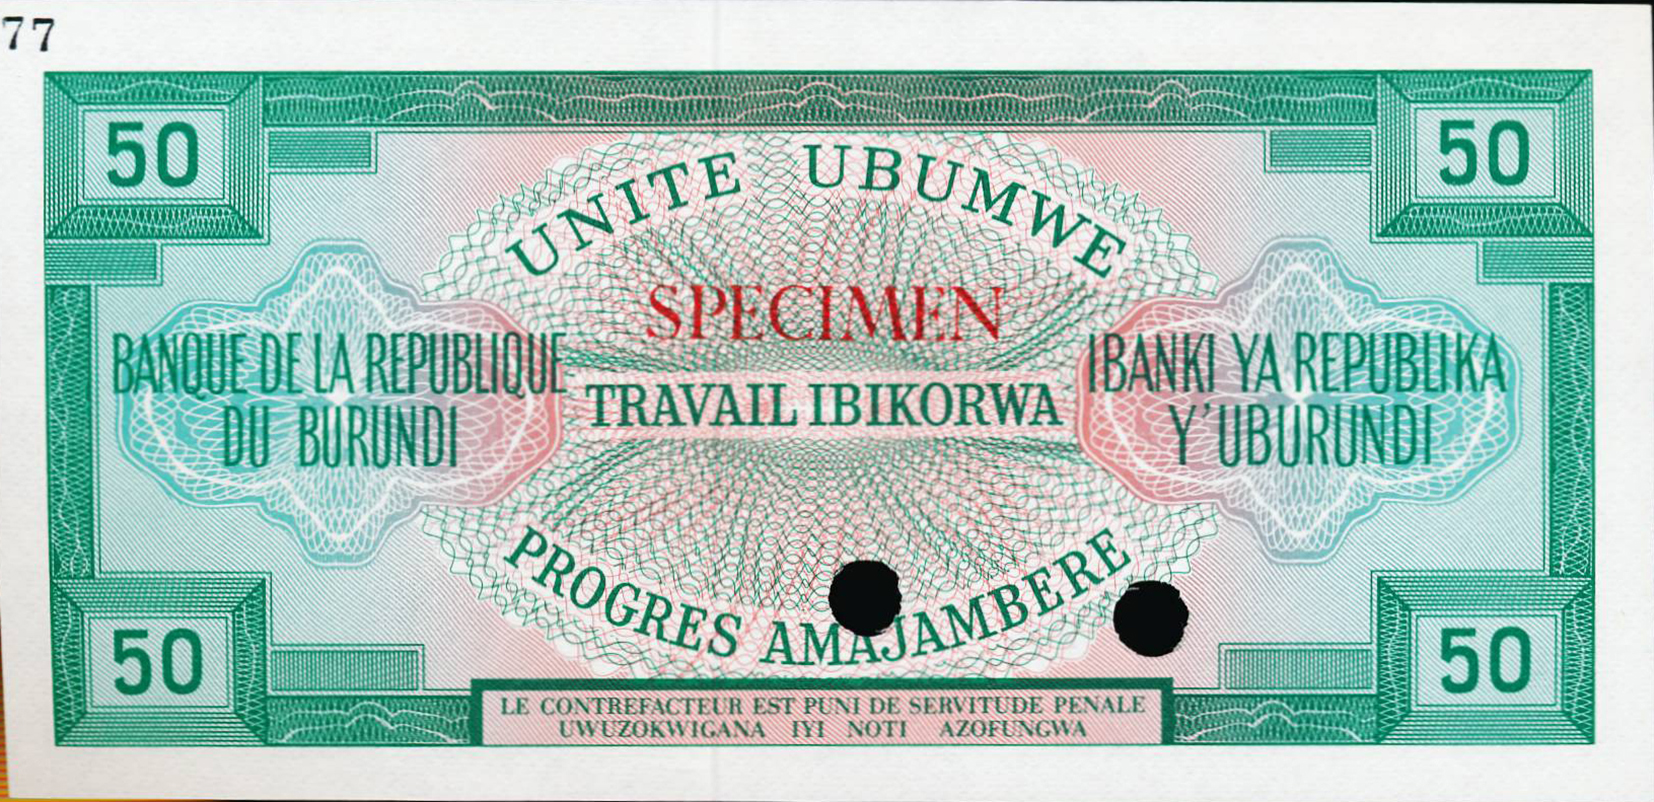 77
50
50
UNITE UBUMWE
SPECIMEN
BANQUE DE LA REPUBLIQUE
DU BURUNDI
TRAVAIL IBIKORWA
IBANKI YA REPUBLIKA
Y'UBURUNDI
PROGRES AMAJAMBERE
50
50
LE CONTREFACTEUR EST PUNI DE SERVITUDE PENALE
UWUZOKWIGANA IYI NOTI AZOFUNGWA